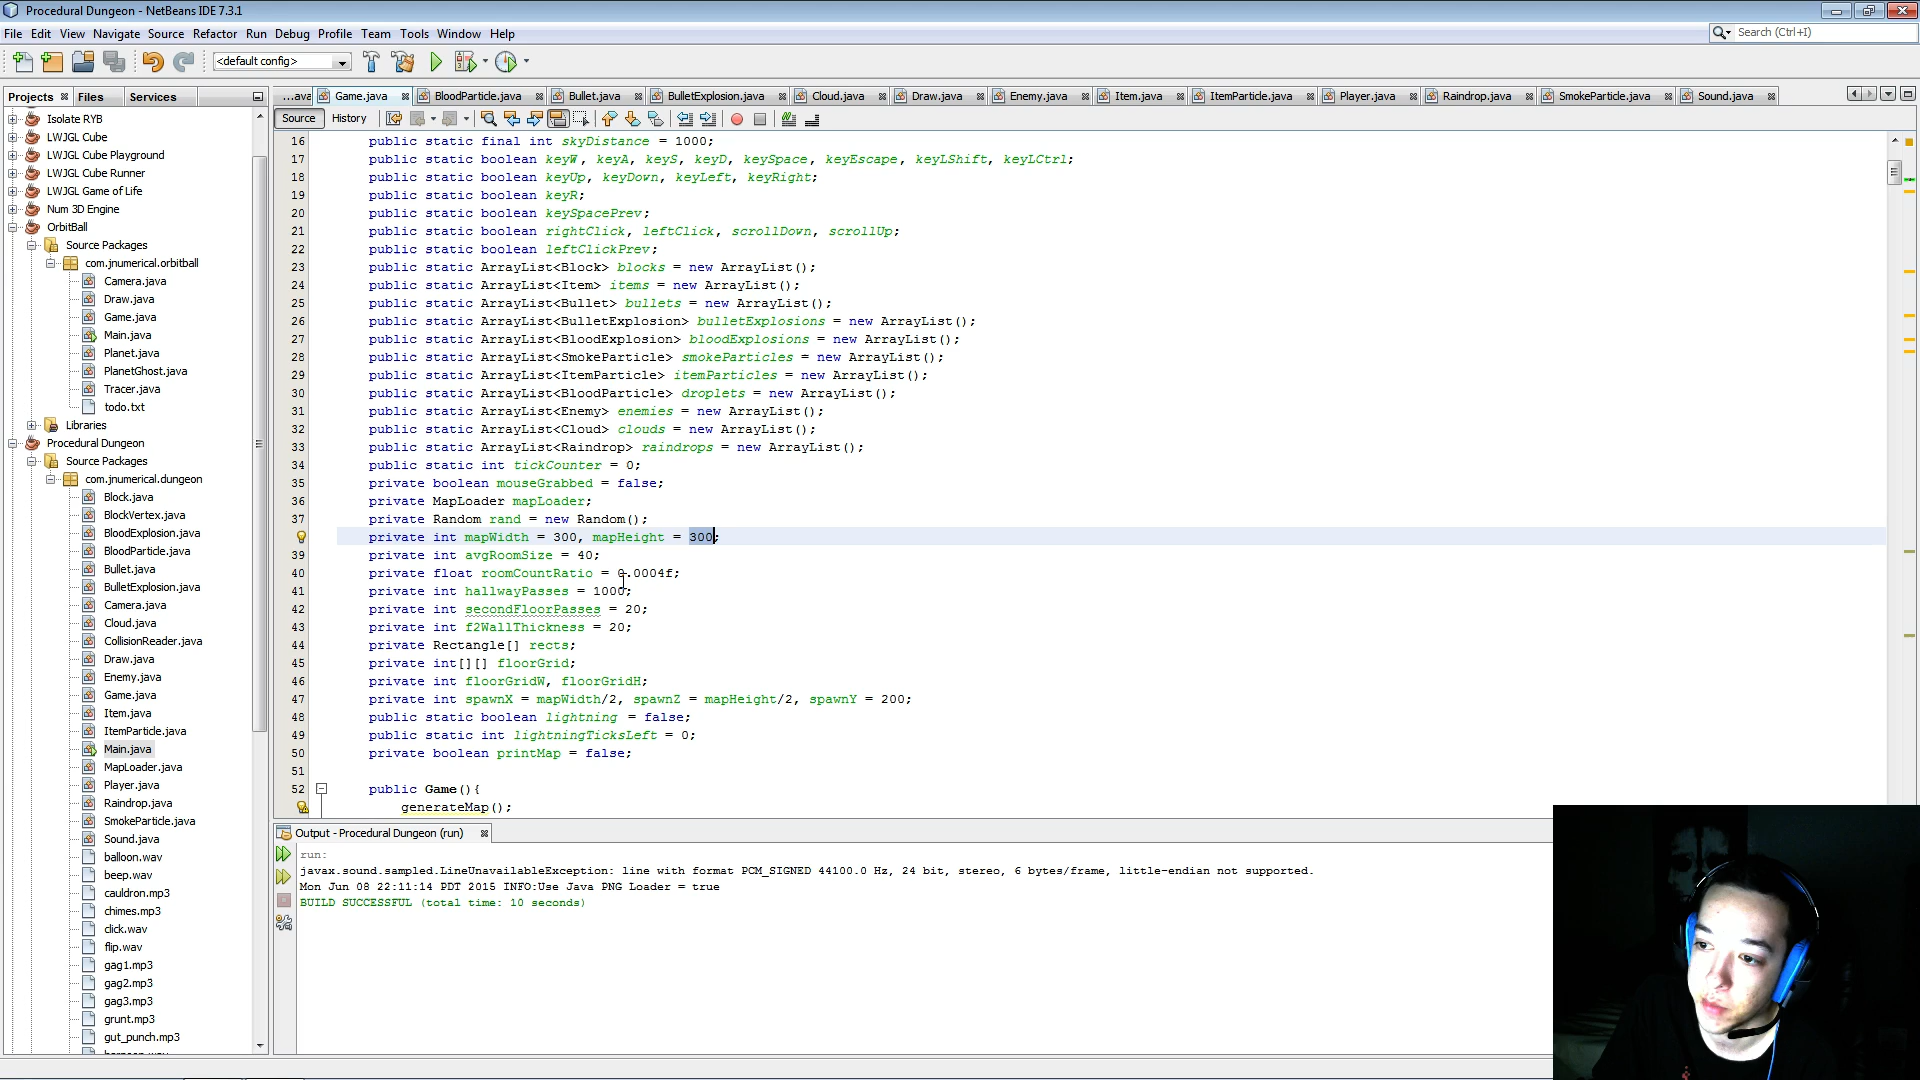 Procedural Dungeon - NetBeans IDE 7.3.1
File Edit View Navigate Source Refactor Run Debug Profile Team Tools Window Help
Search (Ctrl+I)
<default config>
Projects Files Services
...ava Game.java BloodParticle.java Bullet.java BulletExplosion.java Cloud.java Draw.java Enemy.java Item.java ItemParticle.java Player.java Raindrop.java SmokeParticle.java Sound.java
Source History
Isolate RYB
LWJGL Cube
LWJGL Cube Playground
LWJGL Cube Runner
LWJGL Game of Life
Num 3D Engine
OrbitBall
Source Packages
com.jnumerical.orbitball
Camera.java
Draw.java
Game.java
Main.java
Planet.java
PlanetGhost.java
Tracer.java
todo.txt
Libraries
Procedural Dungeon
Source Packages
com.jnumerical.dungeon
Block.java
BlockVertex.java
BloodExplosion.java
BloodParticle.java
Bullet.java
BulletExplosion.java
Camera.java
Cloud.java
CollisionReader.java
Draw.java
Enemy.java
Game.java
Item.java
ItemParticle.java
Main.java
MapLoader.java
Player.java
Raindrop.java
SmokeParticle.java
Sound.java
balloon.wav
beep.wav
cauldron.mp3
chimes.mp3
click.wav
flip.wav
gag1.mp3
gag2.mp3
gag3.mp3
grunt.mp3
gut_punch.mp3
16 public static final int skyDistance = 1000;
17 public static boolean keyW, keyA, keyS, keyD, keySpace, keyEscape, keyLShift, keyLCtrl;
18 public static boolean keyUp, keyDown, keyLeft, keyRight;
19 public static boolean keyR;
20 public static boolean keySpacePrev;
21 public static boolean rightClick, leftClick, scrollDown, scrollUp;
22 public static boolean leftClickPrev;
23 public static ArrayList<Block> blocks = new ArrayList();
24 public static ArrayList<Item> items = new ArrayList();
25 public static ArrayList<Bullet> bullets = new ArrayList();
26 public static ArrayList<BulletExplosion> bulletExplosions = new ArrayList();
27 public static ArrayList<BloodExplosion> bloodExplosions = new ArrayList();
28 public static ArrayList<SmokeParticle> smokeParticles = new ArrayList();
29 public static ArrayList<ItemParticle> itemParticles = new ArrayList();
30 public static ArrayList<BloodParticle> droplets = new ArrayList();
31 public static ArrayList<Enemy> enemies = new ArrayList();
32 public static ArrayList<Cloud> clouds = new ArrayList();
33 public static ArrayList<Raindrop> raindrops = new ArrayList();
34 public static int tickCounter = 0;
35 private boolean mouseGrabbed = false;
36 private MapLoader mapLoader;
37 private Random rand = new Random();
private int mapWidth = 300, mapHeight = 300;
39 private int avgRoomSize = 40;
40 private float roomCountRatio = 0.0004f;
41 private int hallwayPasses = 1000;
42 private int secondFloorPasses = 20;
43 private int f2WallThickness = 20;
44 private Rectangle[] rects;
45 private int[][] floorGrid;
46 private int floorGridW, floorGridH;
47 private int spawnX = mapWidth/2, spawnZ = mapHeight/2, spawnY = 200;
48 public static boolean lightning = false;
49 public static int lightningTicksLeft = 0;
50 private boolean printMap = false;
51
52 public Game(){
generateMap();
Output - Procedural Dungeon (run)
run:
javax.sound.sampled.LineUnavailableException: line with format PCM_SIGNED 44100.0 Hz, 24 bit, stereo, 6 bytes/frame, little-endian not supported.
Mon Jun 08 22:11:14 PDT 2015 INFO:Use Java PNG Loader = true
BUILD SUCCESSFUL (total time: 10 seconds)